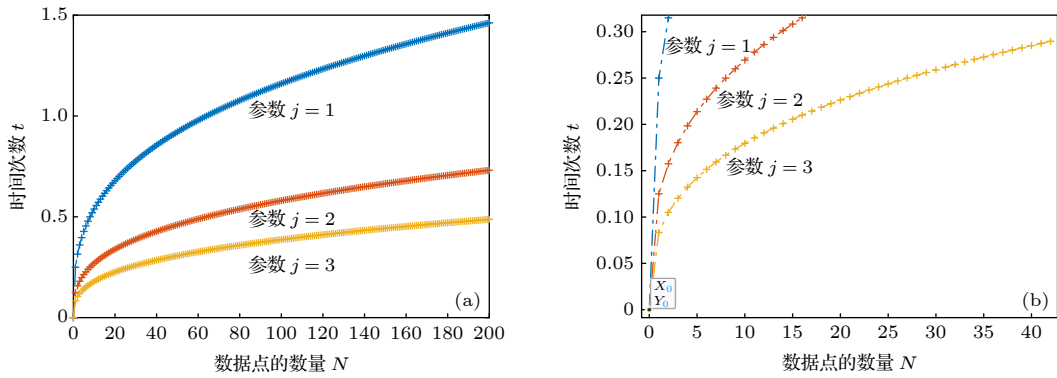 1.5
1.0
0.5
0
时间次数 t
参数 j = 1
参数 j = 2
参数 j = 3
(a)
0 20 40 60 80 100 120 140 160 180 200
数据点的数量 N
0.30
0.25
0.20
0.15
0.10
0.05
0
时间次数 t
参数 j = 1
参数 j = 2
参数 j = 3
X0
Y0
(b)
0 5 10 15 20 25 30 35 40
数据点的数量 N